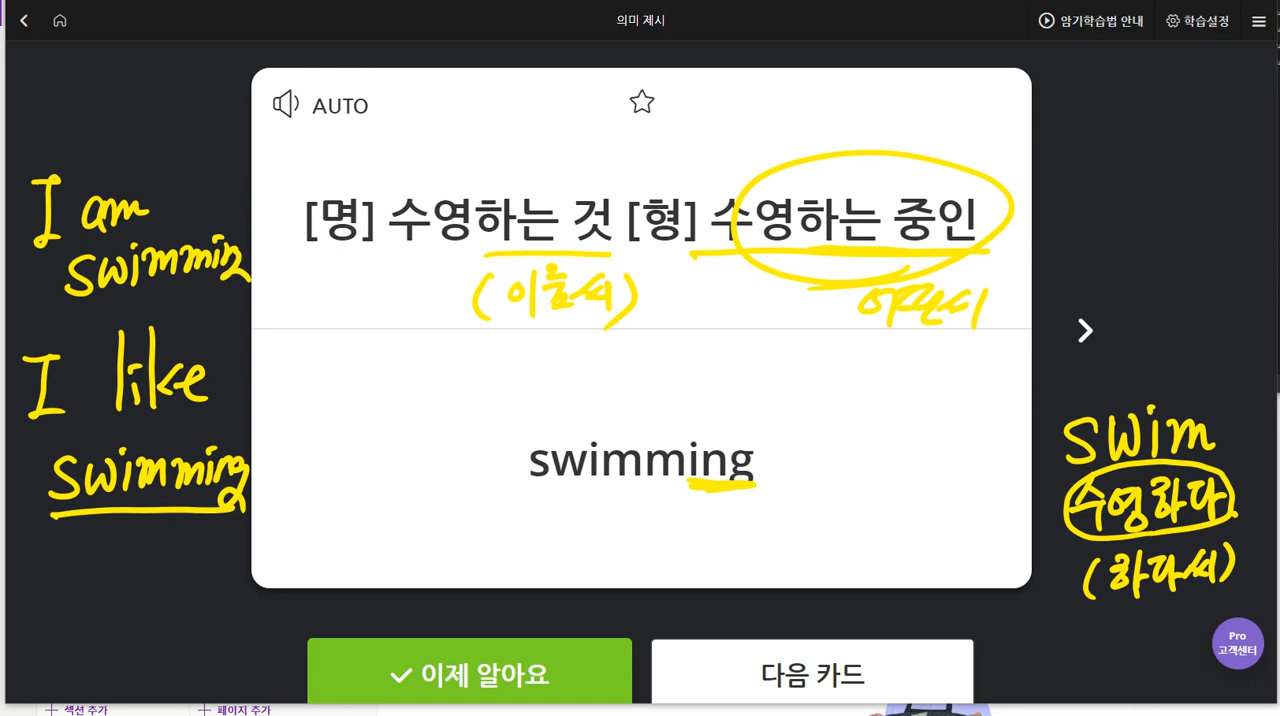 의미 제시
암기학습법 안내
학습설정
AUTO
[명] 수영하는 것 [형] 수영하는 중인
(이름씨)
어떤씨
I am
swimming
I like
swimming
swimming
swim
수영하다
(하다씨)
Pro
고객센터
이제 알아요
다음 카드
섹션 추가
페이지 추가